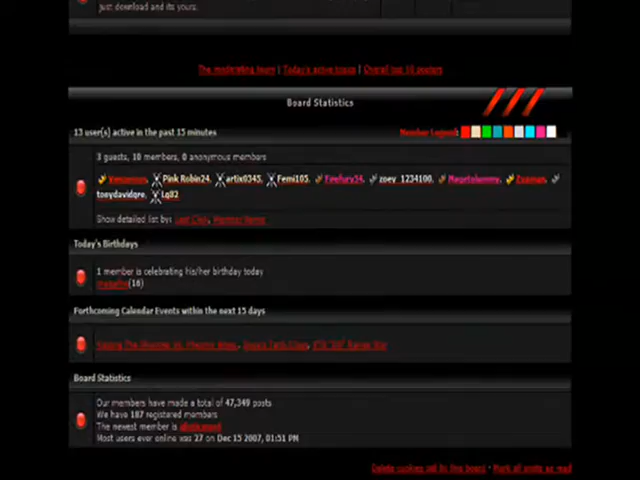 just download and its yours.
The moderating team | Today's active topics | Overall top 10 posters
Board Statistics
13 user(s) active in the past 15 minutes
Member Legend:
3 guests, 10 members, 0 anonymous members
Pink Robin24, artix0345, Femi105, zoey_1234100,
tonydavidgre, Lq82
Show detailed list by: Last Click, Member Name
Today's Birthdays
1 member is celebrating his/her birthday today
(16)
Forthcoming Calendar Events within the next 15 days
Board Statistics
Our members have made a total of 47,349 posts
We have 187 registered members
The newest member is
Most users ever online was 27 on Dec 15 2007, 01:51 PM
Delete cookies set by this board · Mark all posts as read